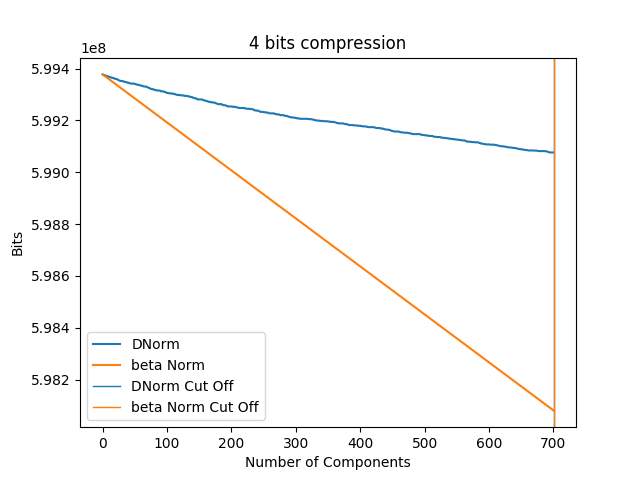 4 bits compression
1e8
5.994
5.992
5.990
5.988
5.986
5.984
5.982
Bits
DNorm
beta Norm
DNorm Cut Off
beta Norm Cut Off
0 100 200 300 400 500 600 700
Number of Components